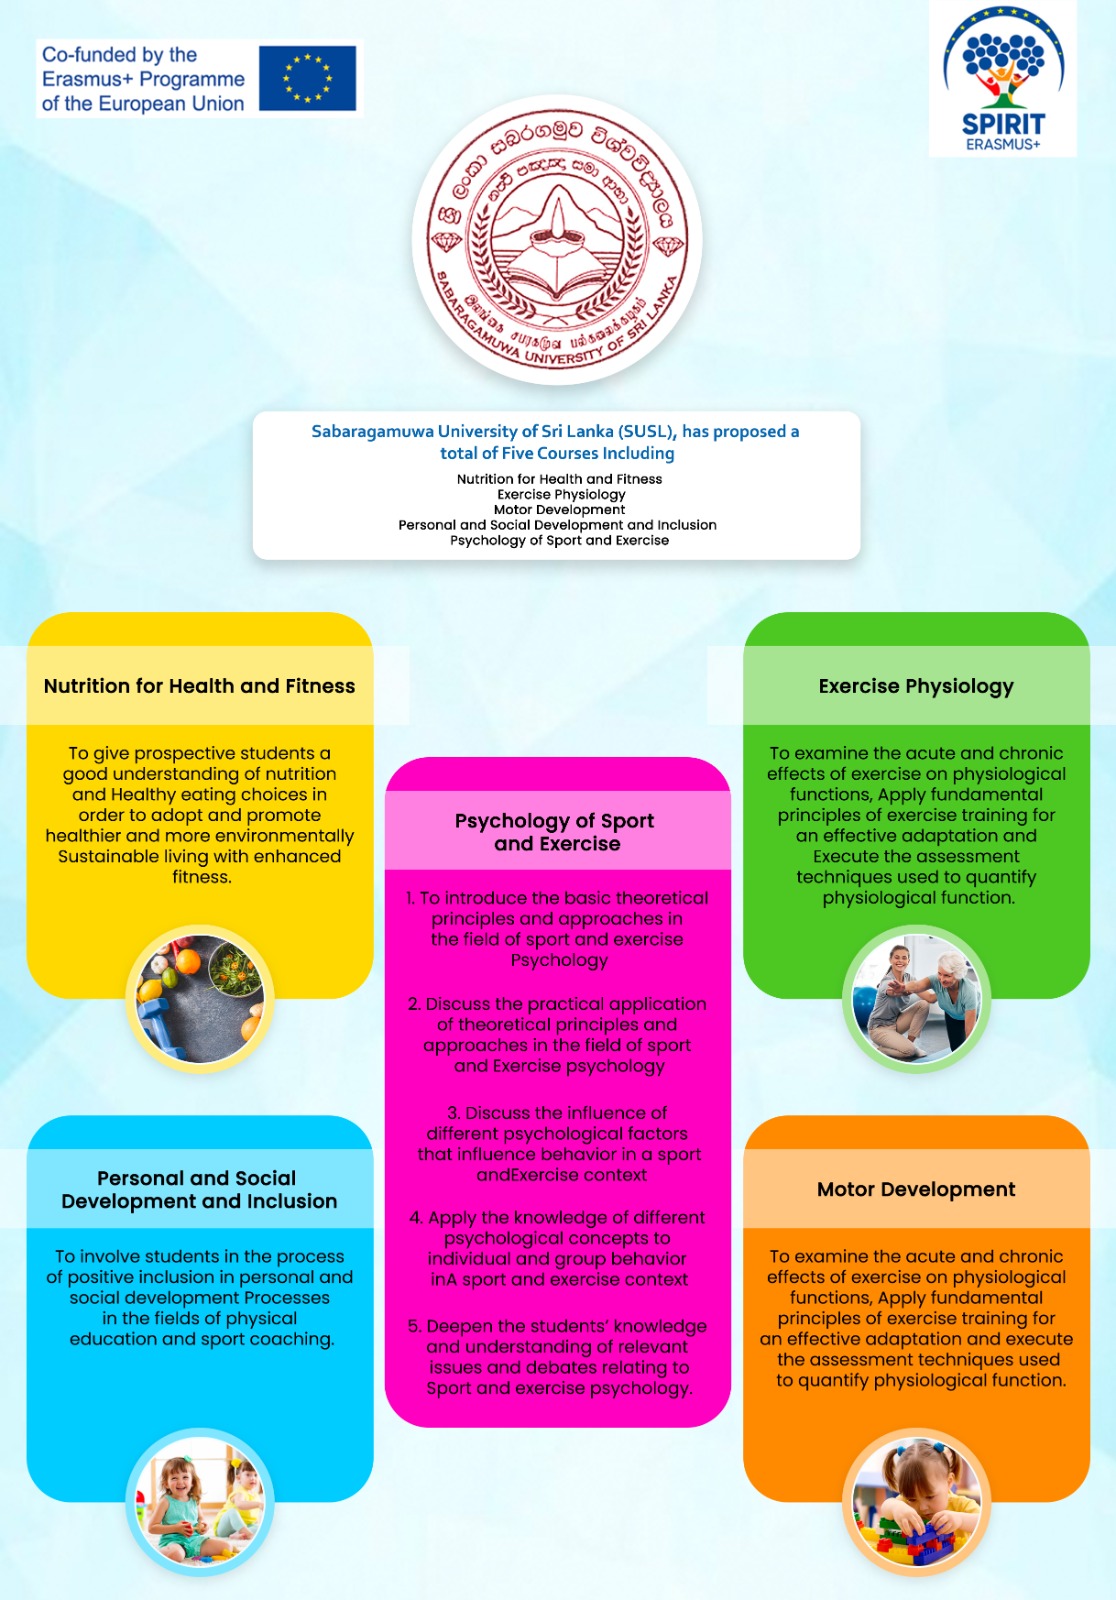 Co-funded by the
Erasmus+ Programme
of the European Union
SPIRIT
ERASMUS+
ශ්‍රී ලංකා සබරගමුව විශ්වවිද්‍යාලය
නත්ථි පඤ්ඤා සමා ආභා
இலங்கை சபரகமுவ பல்கலைக்கழகம்
SABARAGAMUWA UNIVERSITY OF SRI LANKA
Sabaragamuwa University of Sri Lanka (SUSL), has proposed a
total of Five Courses Including
Nutrition for Health and Fitness
Exercise Physiology
Motor Development
Personal and Social Development and Inclusion
Psychology of Sport and Exercise
Nutrition for Health and Fitness
To give prospective students a
good understanding of nutrition
and Healthy eating choices in
order to adopt and promote
healthier and more environmentally
Sustainable living with enhanced
fitness.
Exercise Physiology
To examine the acute and chronic
effects of exercise on physiological
functions, Apply fundamental
principles of exercise training for
an effective adaptation and
Execute the assessment
techniques used to quantify
physiological function.
Psychology of Sport
and Exercise
1. To introduce the basic theoretical
principles and approaches in
the field of sport and exercise
Psychology
2. Discuss the practical application
of theoretical principles and
approaches in the field of sport
and Exercise psychology
3. Discuss the influence of
different psychological factors
that influence behavior in a sport
andExercise context
4. Apply the knowledge of different
psychological concepts to
individual and group behavior
inA sport and exercise context
5. Deepen the students’ knowledge
and understanding of relevant
issues and debates relating to
Sport and exercise psychology.
Personal and Social
Development and Inclusion
To involve students in the process
of positive inclusion in personal and
social development Processes
in the fields of physical
education and sport coaching.
Motor Development
To examine the acute and chronic
effects of exercise on physiological
functions, Apply fundamental
principles of exercise training for
an effective adaptation and execute
the assessment techniques used
to quantify physiological function.